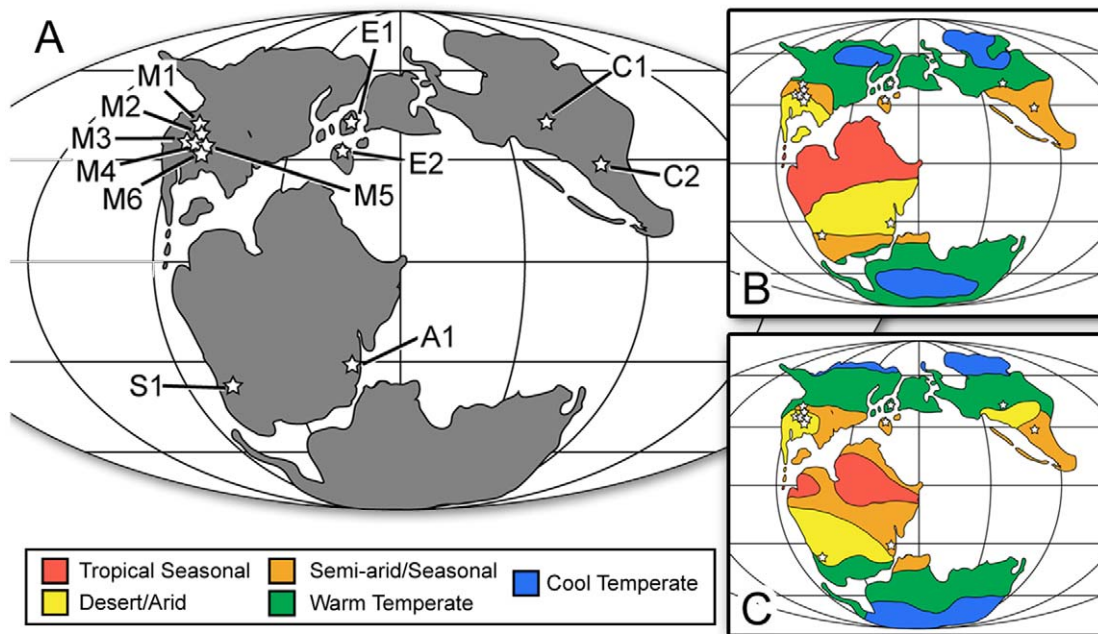 A
E1
C1
M1
M2
M3
M4
M6
M5
E2
C2
A1
S1
B
C
Tropical Seasonal
Semi-arid/Seasonal
Cool Temperate
Desert/Arid
Warm Temperate